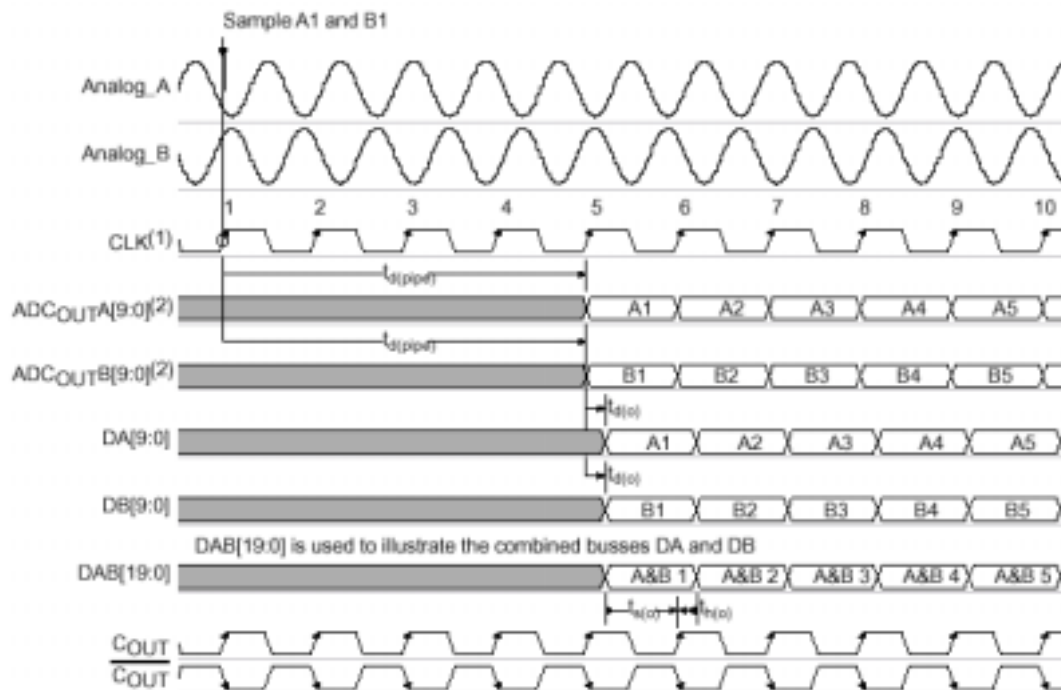 Sample A1 and B1
Analog_A
Analog_B
1 2 3 4 5 6 7 8 9 10
CLK(1)
td(pipe)
ADCOUTA[9:0](2)
A1 A2 A3 A4 A5
td(pipe)
ADCOUTB[9:0](2)
B1 B2 B3 B4 B5
td(o)
DA[9:0]
A1 A2 A3 A4 A5
td(o)
DB[9:0]
B1 B2 B3 B4 B5
DAB[19:0] is used to illustrate the combined busses DA and DB
DAB[19:0]
A&B 1 A&B 2 A&B 3 A&B 4 A&B 5
ts(o) th(o)
COUT
COUT